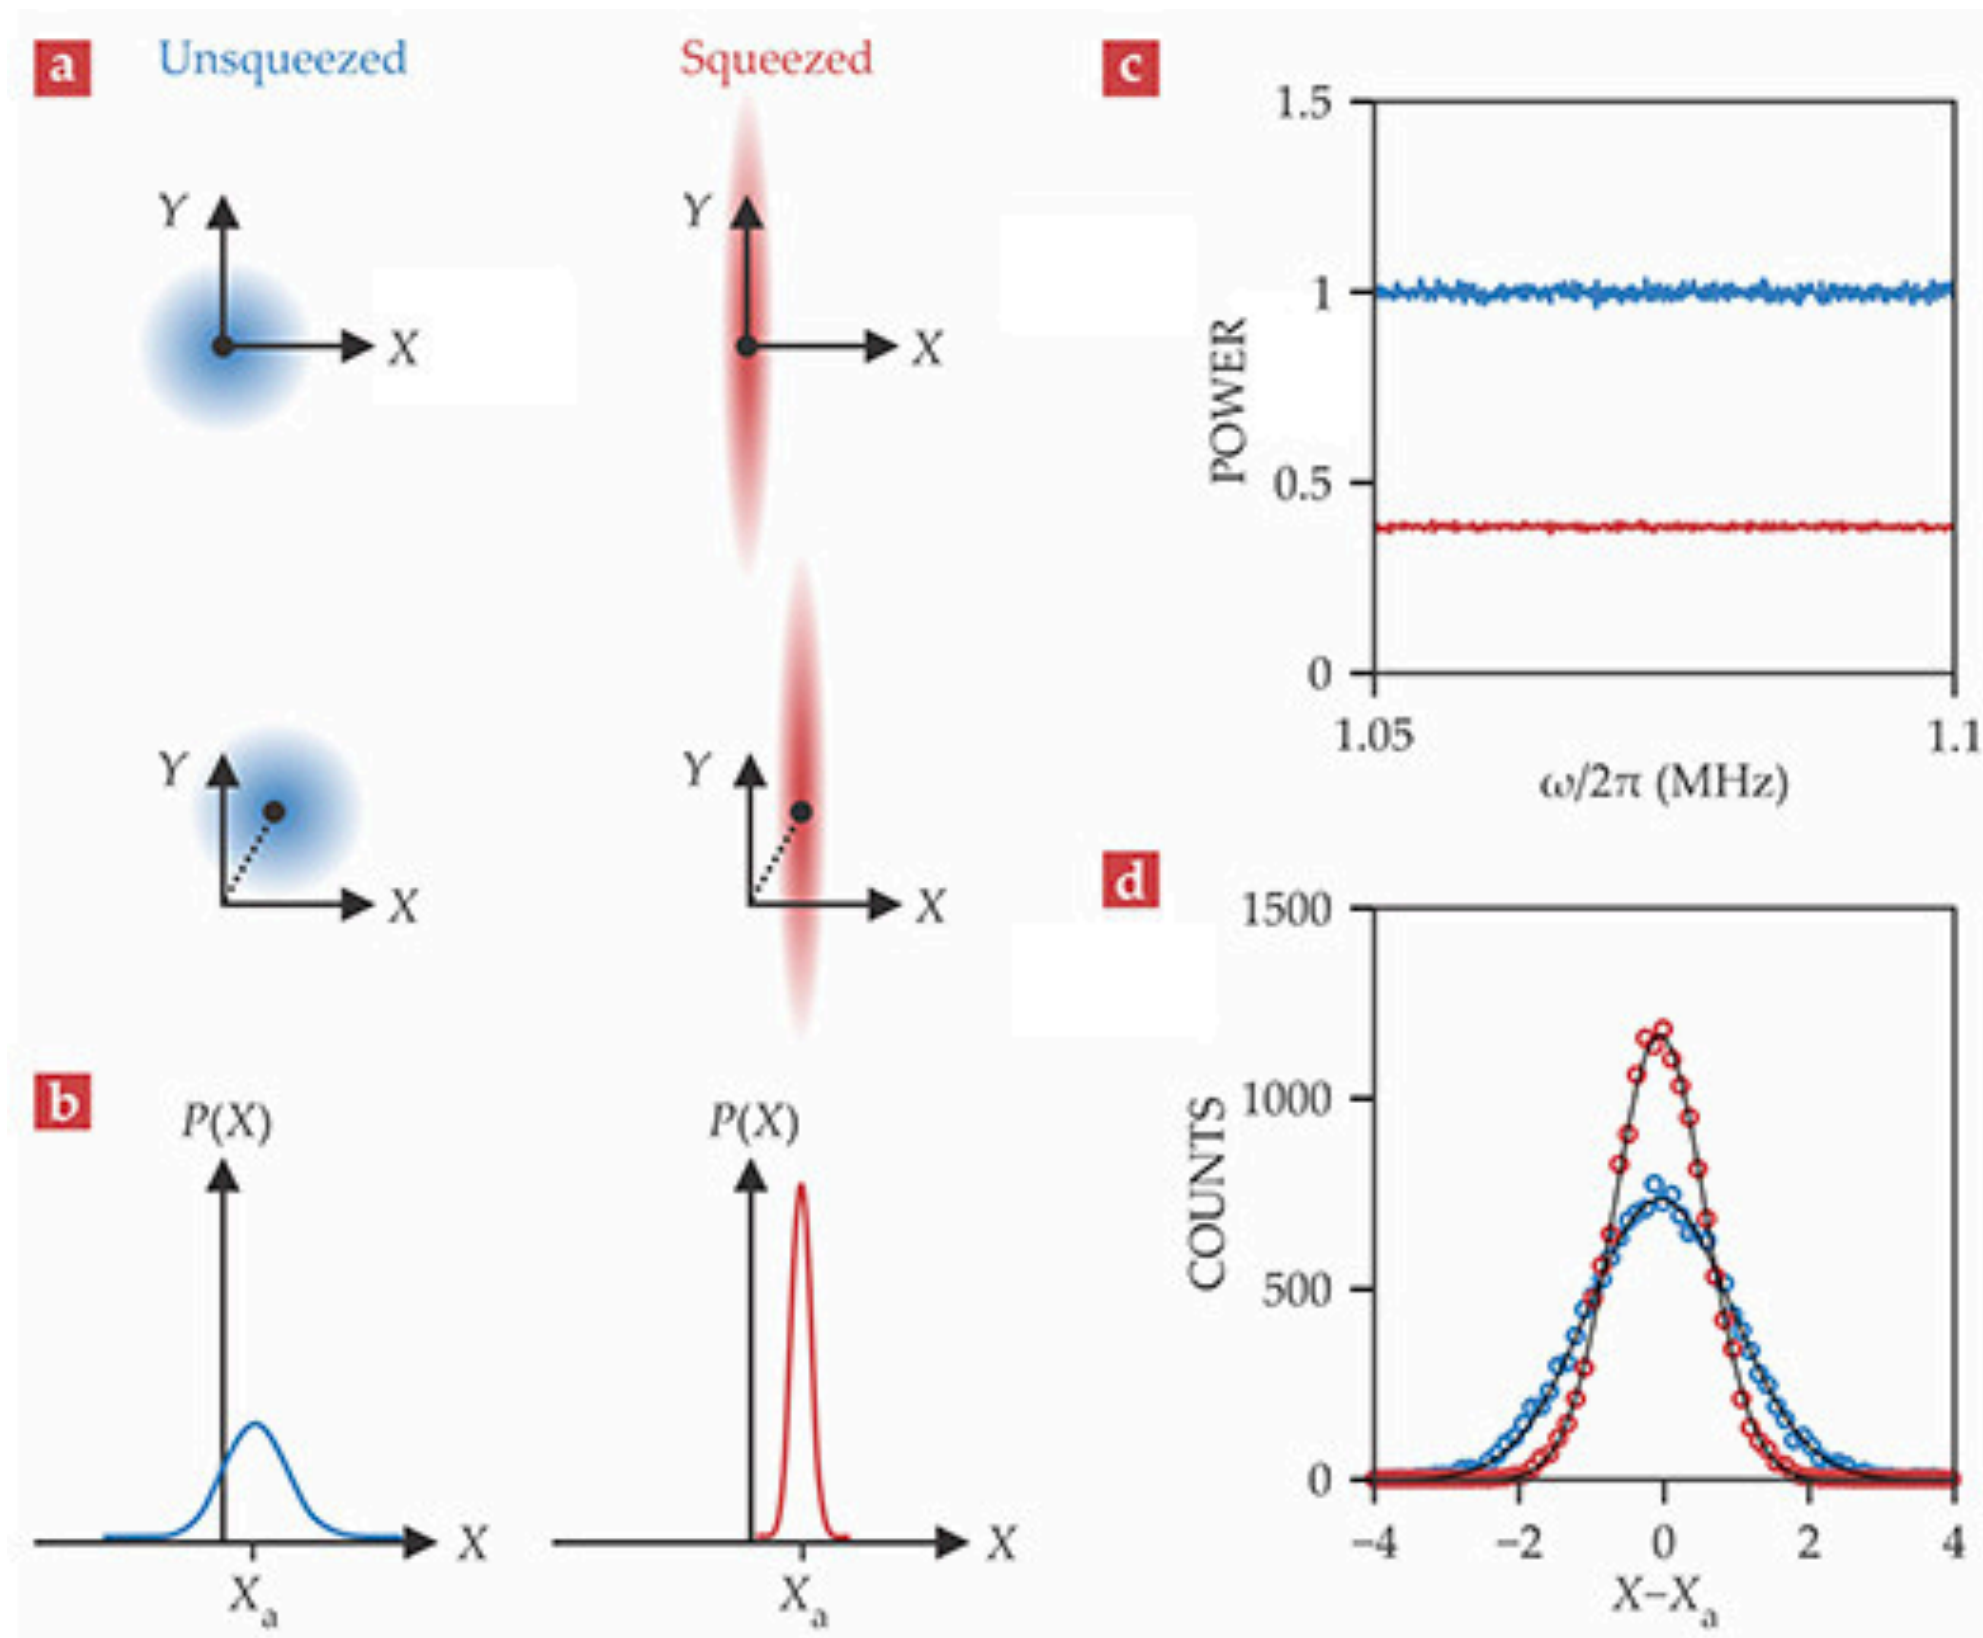 a
Unsqueezed
Squeezed
Y
X
Y
X
Y
X
Y
X
b
P(X)
X
Xₐ
P(X)
X
Xₐ
c
1.5
1
0.5
0
POWER
1.05
1.1
ω/2π (MHz)
d
1500
1000
500
0
COUNTS
−4
−2
0
2
4
X−Xₐ